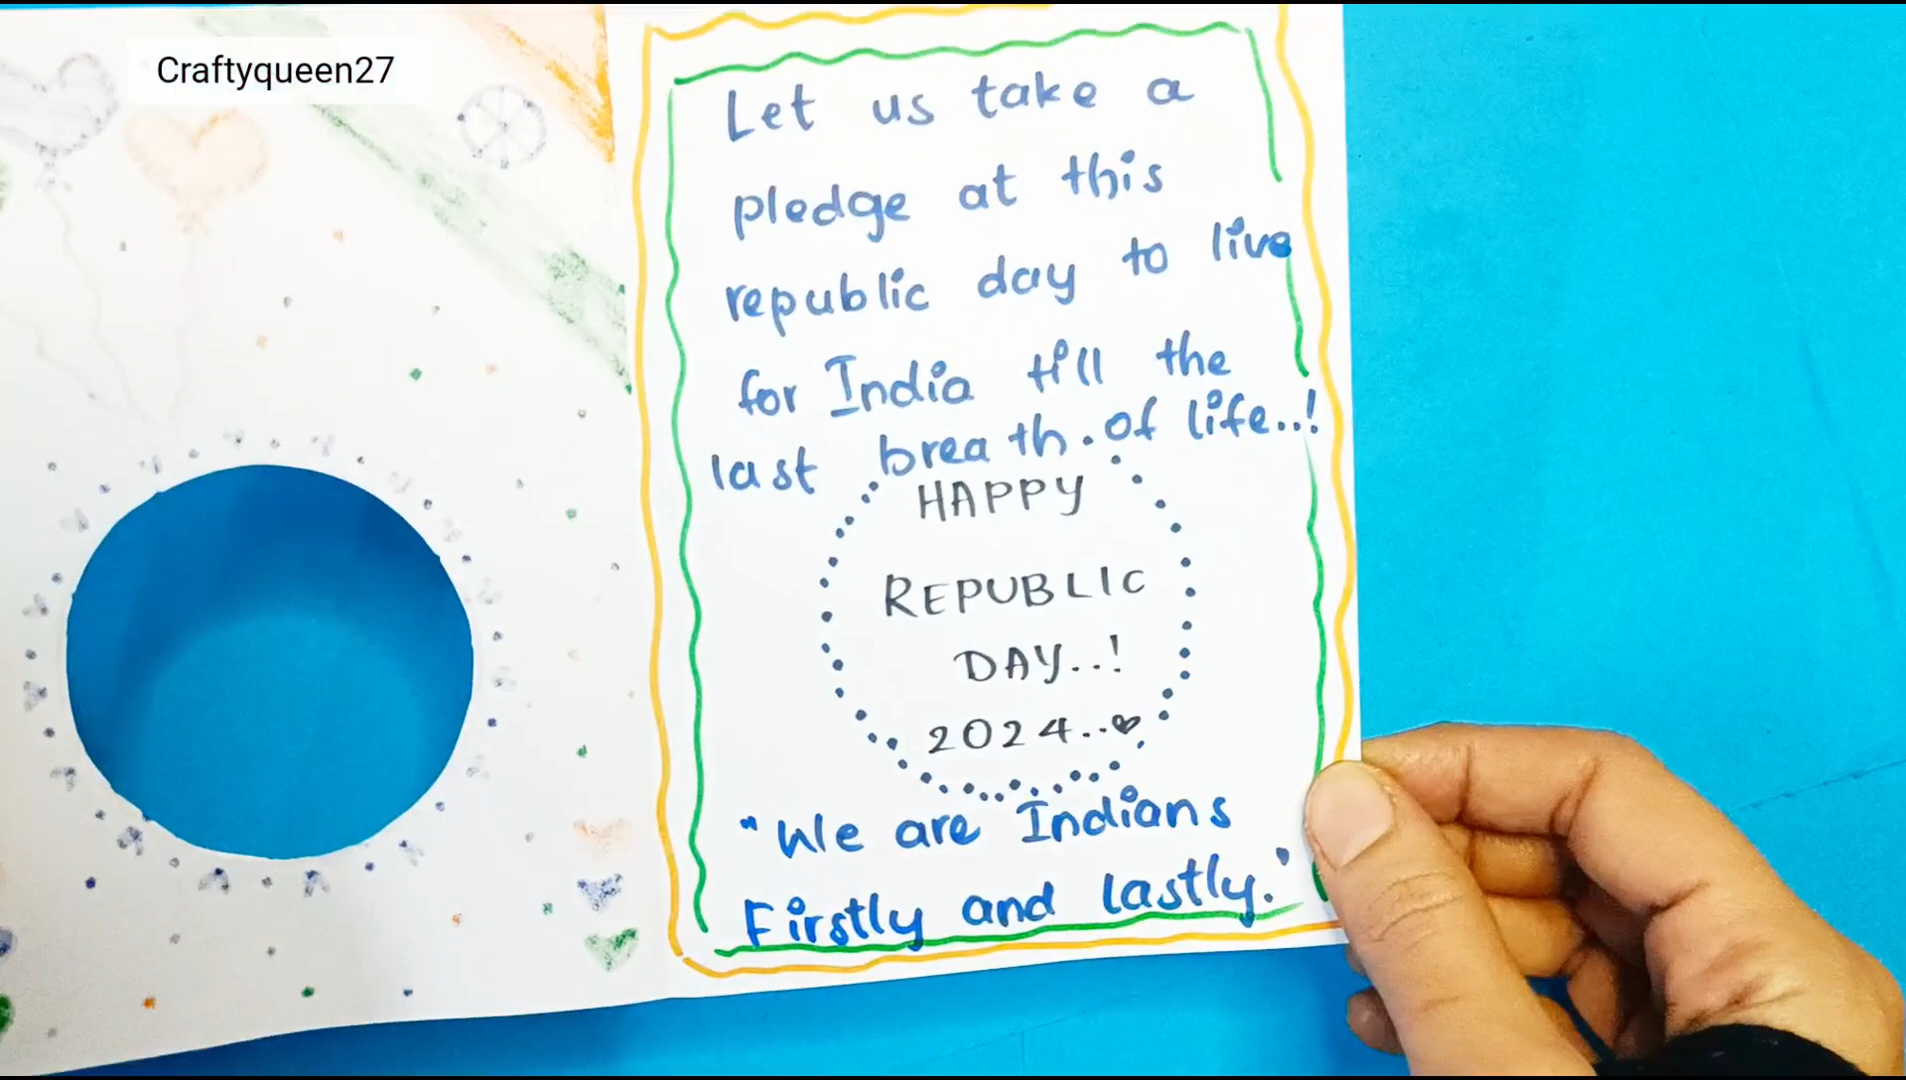 Craftyqueen27
Let us take a
pledge at this
republic day to live
for India till the
last breath. of life..!
HAPPY
REPUBLIC
DAY..!
2024..
"We are Indians
Firstly and lastly."